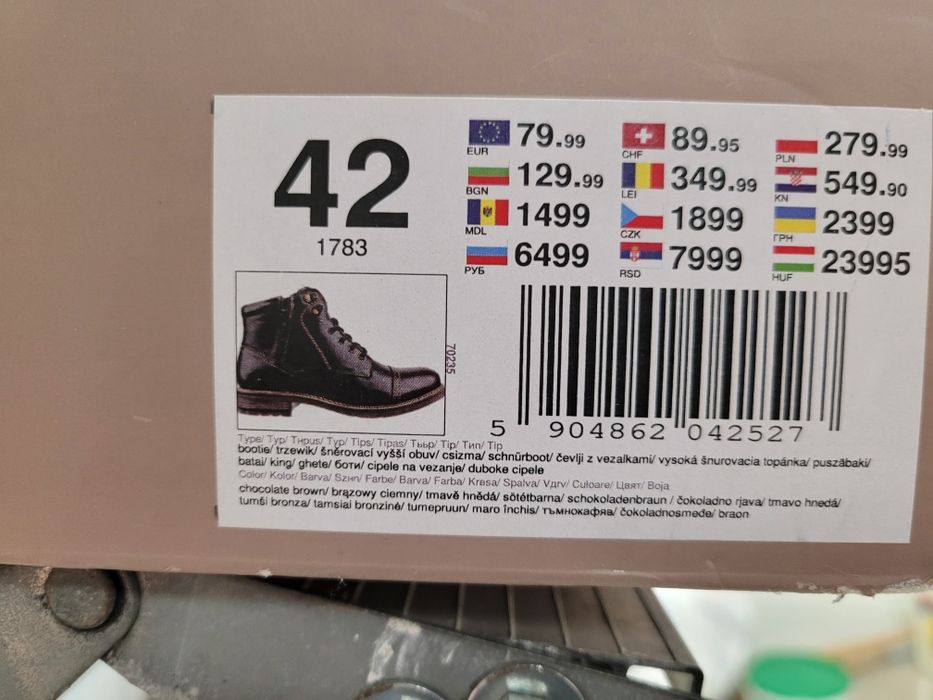 42
1783
EUR 79.99 CHF 89.95 PLN 279.99
BGN 129.99 LEI 349.99 KN 549.90
MDL 1499 CZK 1899 ГРН 2399
РУБ 6499 RSD 7999 HUF 23995
70235
5 904862 042527
Type/ Typ/ Typ/ Tips/ Tipas/ Tip/ Тип/ Tip
bootie/ trzewik/ šněrovací vyšší obuv/ csizma/ schnürboot/ čevlji z vezalkami/ vysoká šnurovacia topánka/ puszābaki/
batai/ king/ ghete/ боти/ cipele na vezanje/ duboke cipele
Color/ Kolor/ Barva/ Szín/ Farbe/ Barva/ Farba/ Krasa/ Spalva/ Culoare/ Цвят/ Boja
chocolate brown/ brązowy ciemny/ tmavě hnědá/ sötétbarna/ schokoladenbraun / čokoladno rjava/ tmavo hnedá/
tumši bronza/ tamsiai bronziné/ tumepruun/ maro închis/ тъмнокафяв/ čokoladnosmeđe/ braon